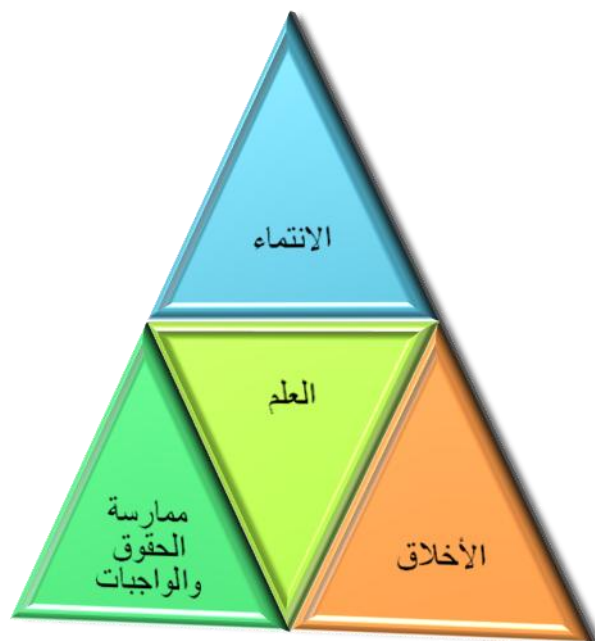 الانتماء
العلم
ممارسة
الحقوق
والواجبات
الأخلاق